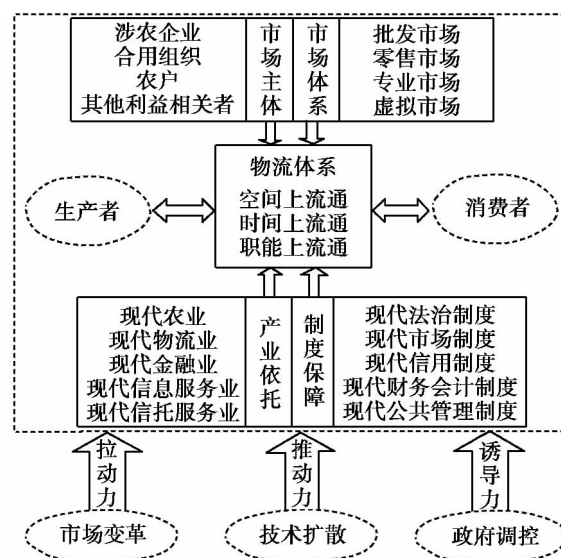 涉农企业
合用组织
农户
其他利益相关者
市场主体
市场体系
批发市场
零售市场
专业市场
虚拟市场
物流体系
空间上流通
时间上流通
职能上流通
生产者
消费者
现代农业
现代物流业
现代金融业
现代信息服务业
现代信托服务业
产业依托
制度保障
现代法治制度
现代市场制度
现代信用制度
现代财务会计制度
现代公共管理制度
拉动力
推动力
诱导力
市场变革
技术扩散
政府调控